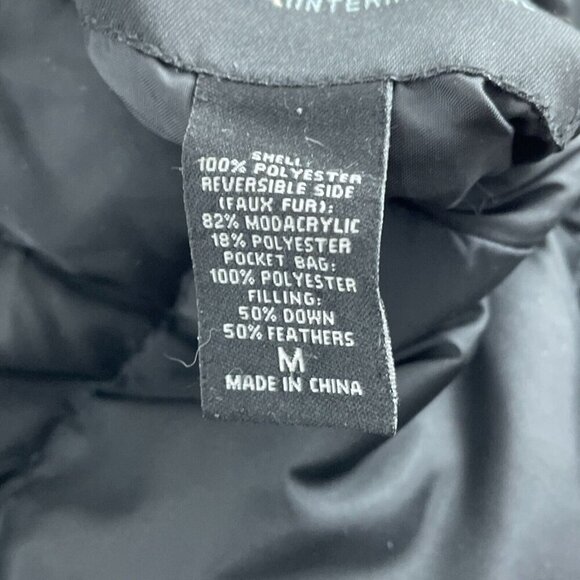 SHELL:
100% POLYESTER
REVERSIBLE SIDE
(FAUX FUR):
82% MODACRYLIC
18% POLYESTER
POCKET BAG:
100% POLYESTER
FILLING:
50% DOWN
50% FEATHERS
M
MADE IN CHINA